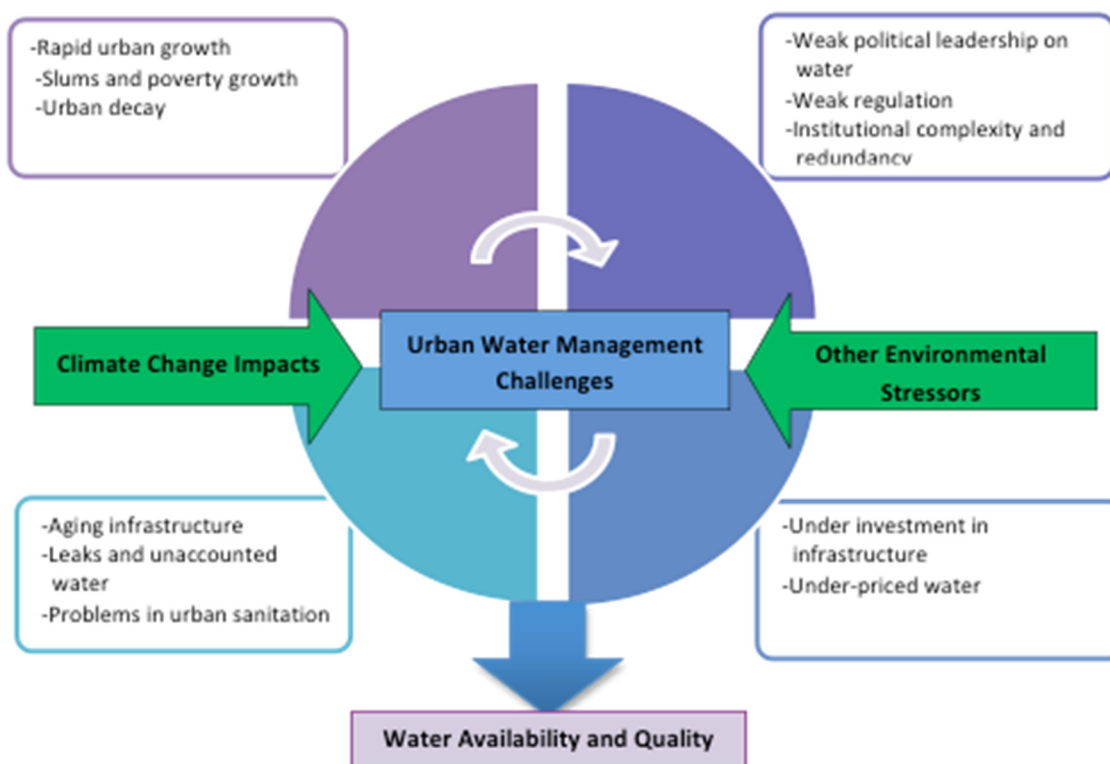 -Rapid urban growth
-Slums and poverty growth
-Urban decay
-Weak political leadership on
water
-Weak regulation
-Institutional complexity and
redundancy
Climate Change Impacts
Urban Water Management
Challenges
Other Environmental
Stressors
-Aging infrastructure
-Leaks and unaccounted
water
-Problems in urban sanitation
-Under investment in
infrastructure
-Under-priced water
Water Availability and Quality